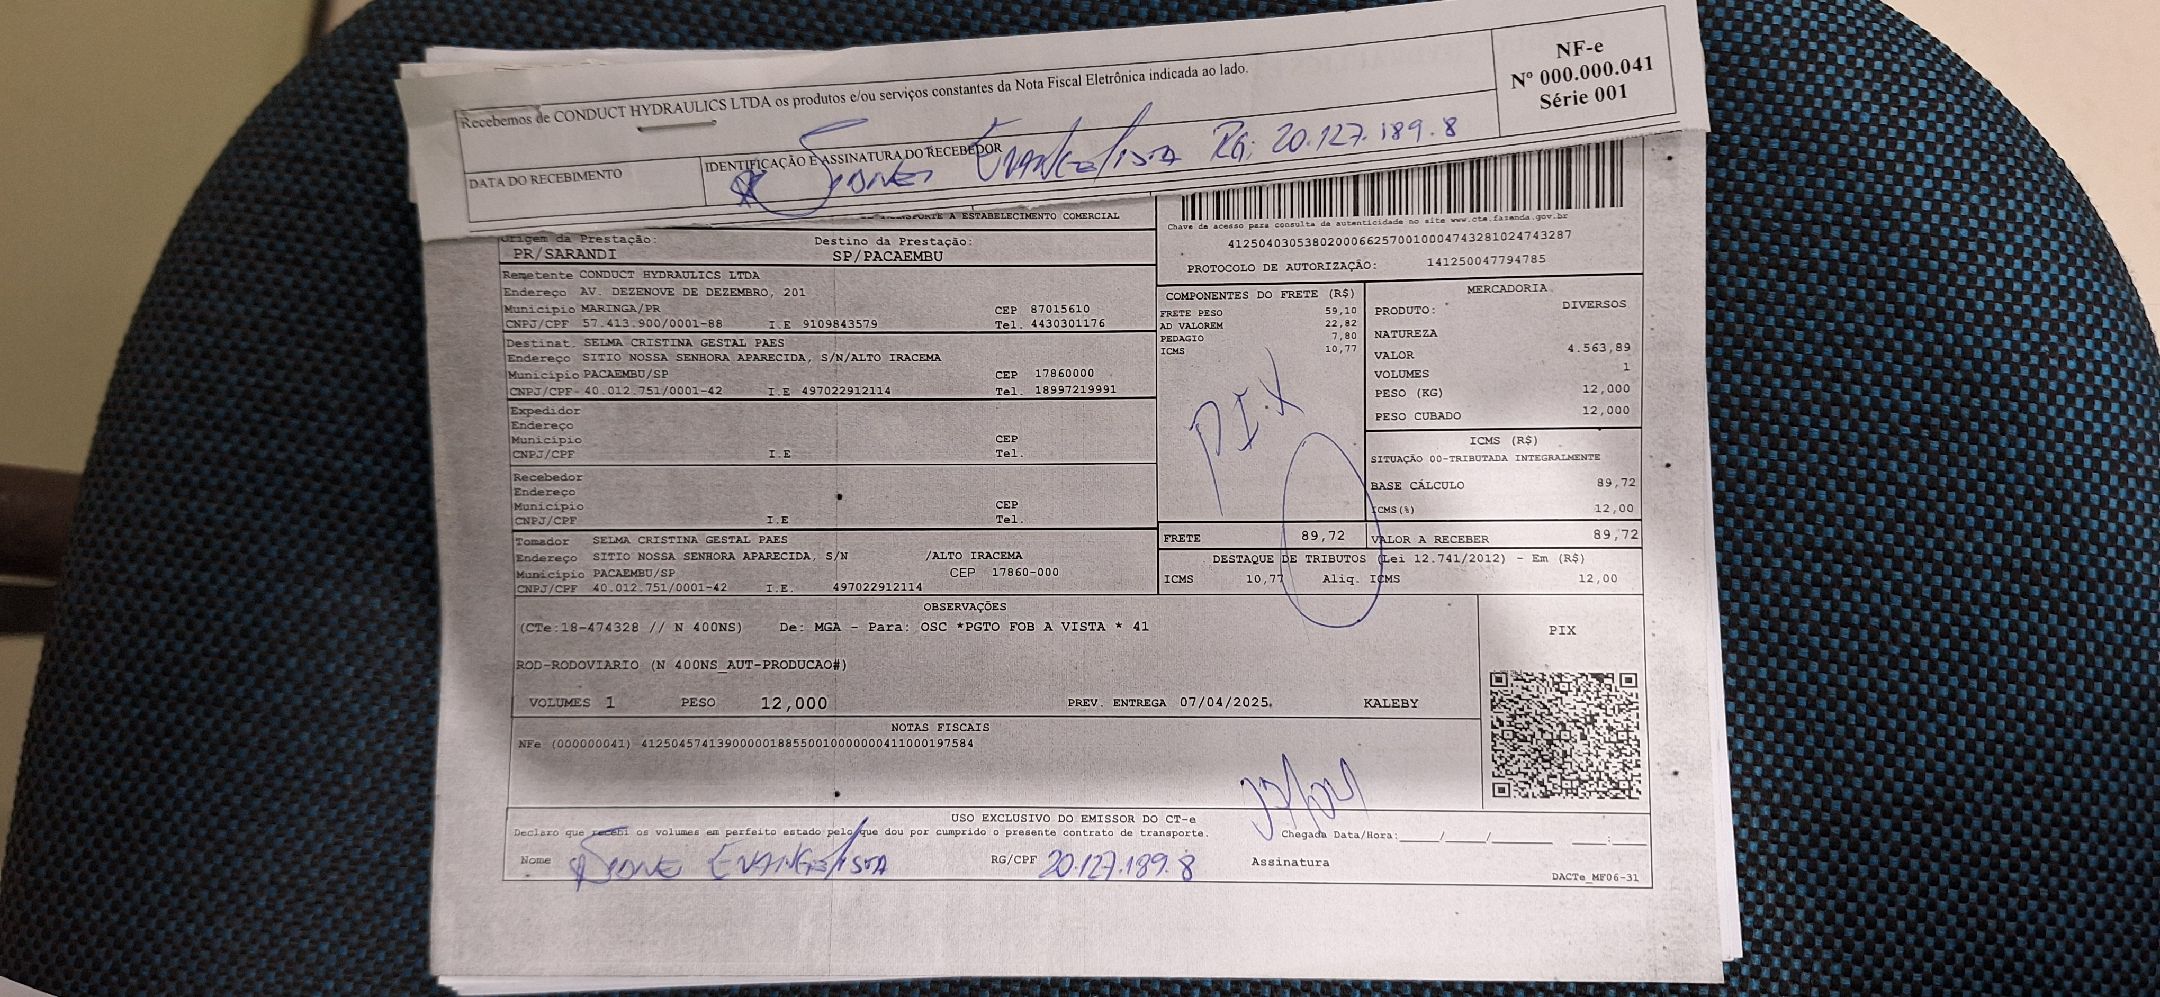 Recebemos de CONDUCT HYDRAULICS LTDA os produtos e/ou serviços constantes da Nota Fiscal Eletrônica indicada ao lado.
NF-e
Nº 000.000.041
Série 001
DATA DO RECEBIMENTO
IDENTIFICAÇÃO E ASSINATURA DO RECEBEDOR
Evangelista RG: 20.127.189.8
TRANSPORTE A ESTABELECIMENTO COMERCIAL
Chave de acesso para consulta de autenticidade no site www.cte.fazenda.gov.br
41250403053802000662570010004743281024743287
PROTOCOLO DE AUTORIZAÇÃO: 141250047794785
Origem da Prestação: Destino da Prestação:
PR/SARANDI SP/PACAEMBU
Remetente CONDUCT HYDRAULICS LTDA
Endereço AV. DEZENOVE DE DEZEMBRO, 201
Município MARINGA/PR CEP 87015610
CNPJ/CPF 57.413.900/0001-88 I.E 9109843579 Tel. 4430301176
Destinat. SELMA CRISTINA GESTAL PAES
Endereço SITIO NOSSA SENHORA APARECIDA, S/N/ALTO IRACEMA
Município PACAEMBU/SP CEP 17860000
CNPJ/CPF- 40.012.751/0001-42 I.E 497022912114 Tel. 18997219991
Expedidor
Endereço
Município CEP
CNPJ/CPF I.E Tel.
Recebedor
Endereço
Município CEP
CNPJ/CPF I.E Tel.
Tomador SELMA CRISTINA GESTAL PAES
Endereço SITIO NOSSA SENHORA APARECIDA, S/N /ALTO IRACEMA
Município PACAEMBU/SP CEP 17860-000
CNPJ/CPF 40.012.751/0001-42 I.E. 497022912114
COMPONENTES DO FRETE (R$)
FRETE PESO 59,10
AD VALOREM 22,82
PEDAGIO 7,80
ICMS 10,77
PIX
MERCADORIA
PRODUTO: DIVERSOS
NATUREZA
VALOR 4.563,89
VOLUMES 1
PESO (KG) 12,000
PESO CUBADO 12,000
ICMS (R$)
SITUAÇÃO 00-TRIBUTADA INTEGRALMENTE
BASE CÁLCULO 89,72
ICMS(%) 12,00
FRETE 89,72 VALOR A RECEBER 89,72
DESTAQUE DE TRIBUTOS (Lei 12.741/2012) - Em (R$)
ICMS 10,77 Aliq. ICMS 12,00
OBSERVAÇÕES
(CTe:18-474328 // N 400NS) De: MGA - Para: OSC *PGTO FOB A VISTA * 41
ROD-RODOVIARIO (N 400NS_AUT-PRODUCAO#)
VOLUMES 1 PESO 12,000 PREV. ENTREGA 07/04/2025. KALEBY
PIX
NOTAS FISCAIS
NFe (000000041) 41250457413900000188550010000000411000197584
USO EXCLUSIVO DO EMISSOR DO CT-e
Declaro que recebi os volumes em perfeito estado pelo que dou por cumprido o presente contrato de transporte.
Chegada Data/Hora:____/____/________ ____:____
Nome Evangelista RG/CPF 20.127.189.8 Assinatura
DACTe_MF06-31